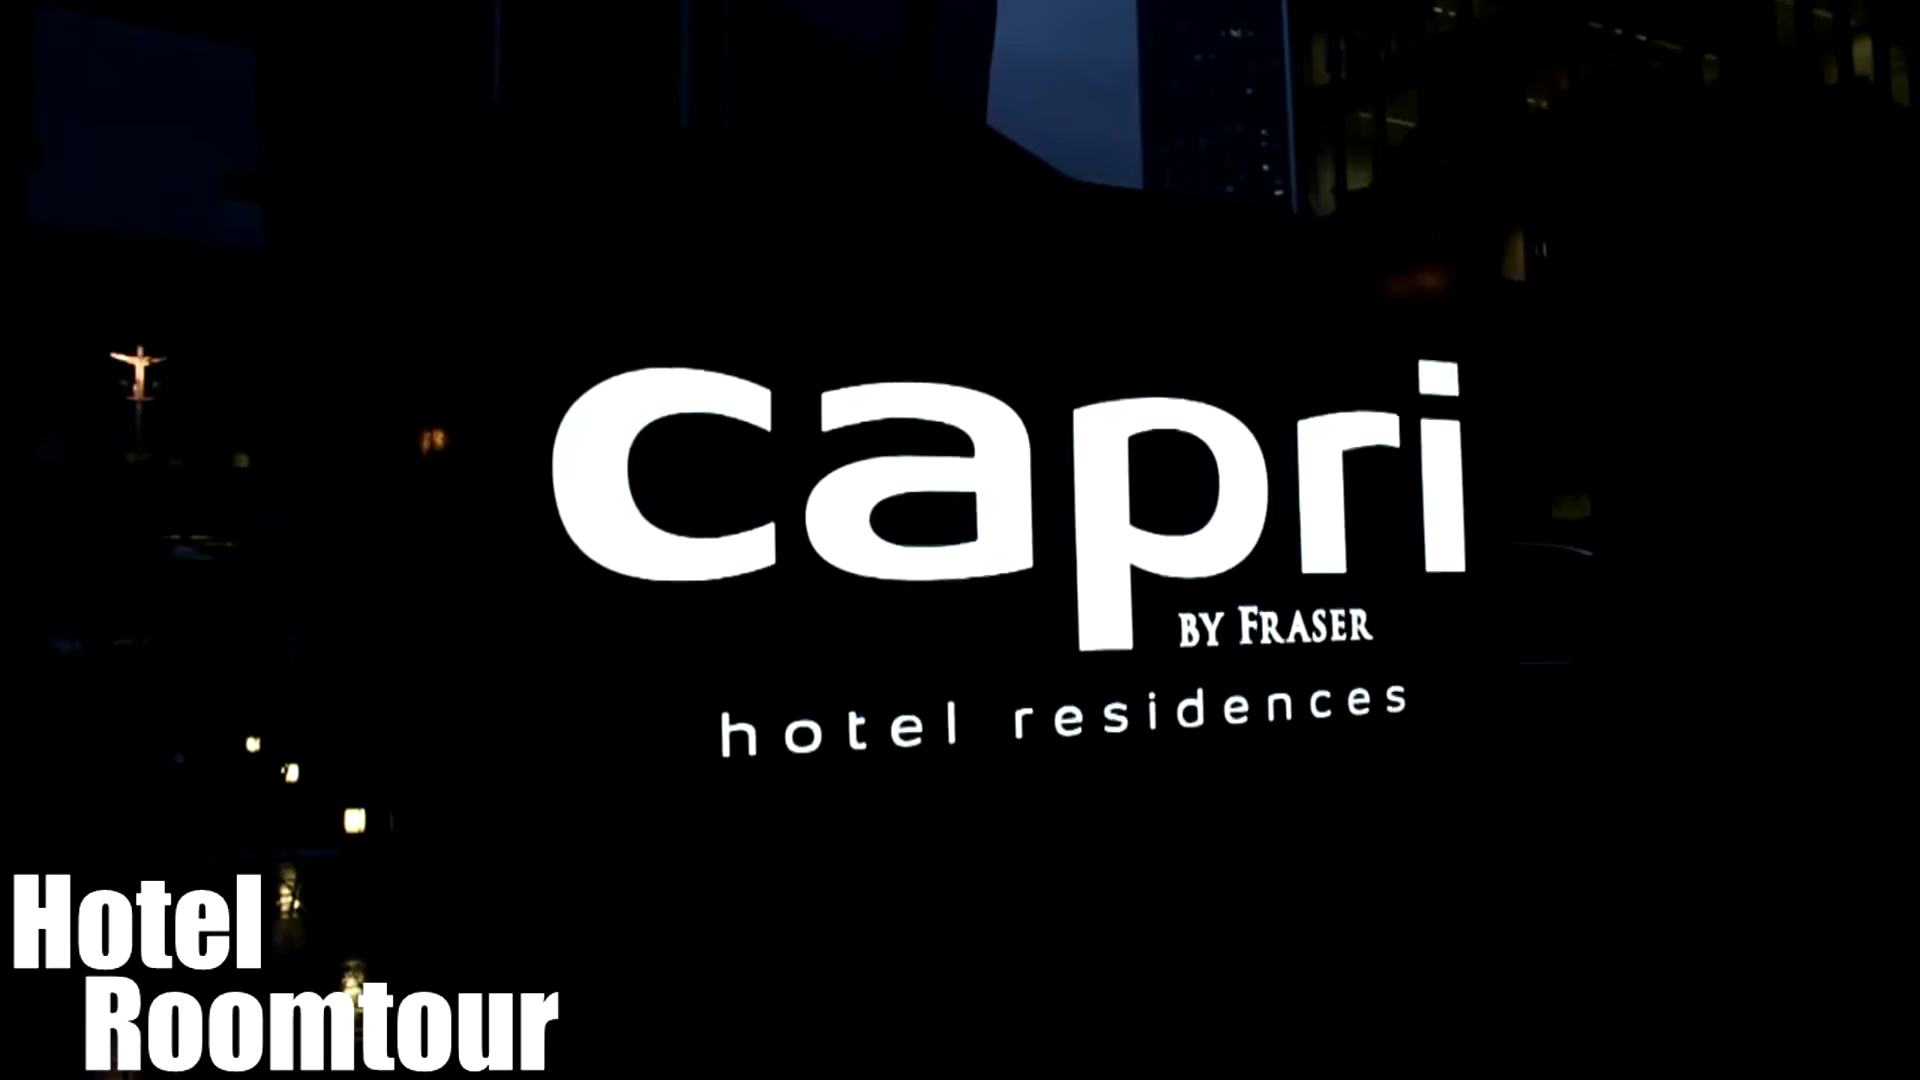 capri
BY FRASER
hotel residences
Hotel
Roomtour